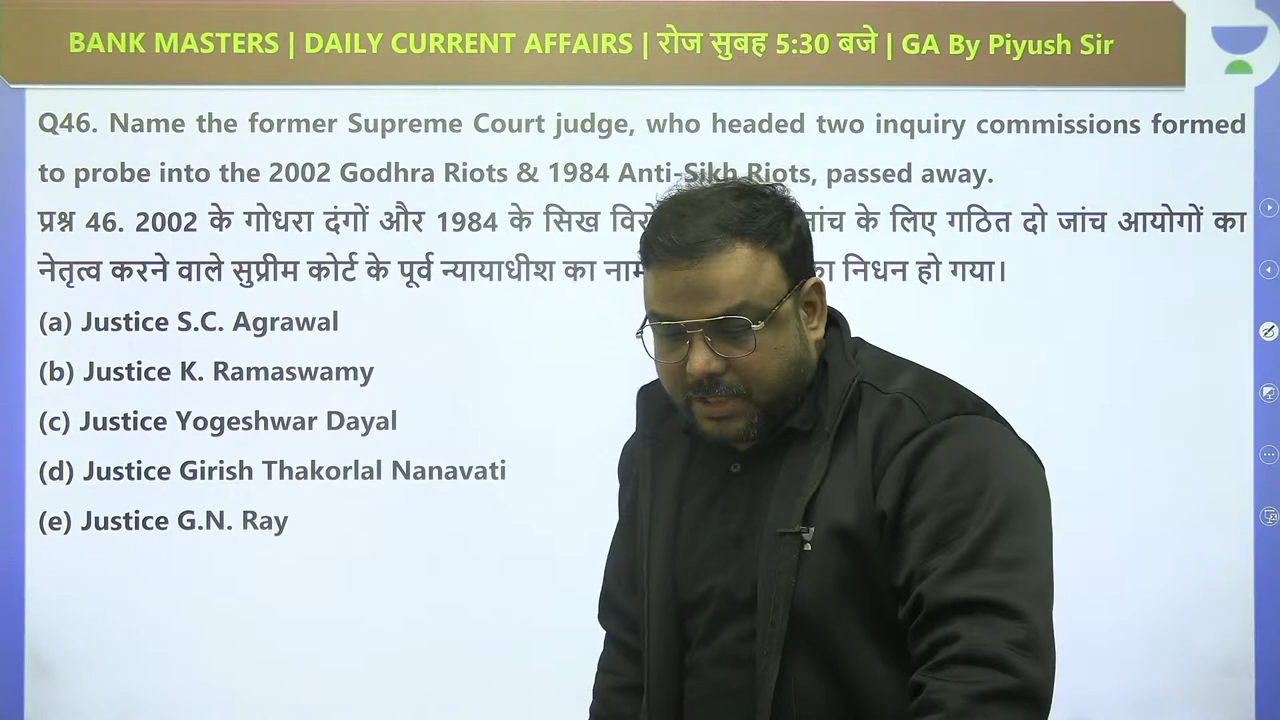 BANK MASTERS | DAILY CURRENT AFFAIRS | रोज सुबह 5:30 बजे | GA By Piyush Sir
Q46. Name the former Supreme Court judge, who headed two inquiry commissions formed
to probe into the 2002 Godhra Riots & 1984 Anti-Sikh Riots, passed away.
प्रश्न 46. 2002 के गोधरा दंगों और 1984 के सिख के लिए गठित दो जांच आयोगों का
नेतृत्व करने वाले सुप्रीम कोर्ट के पूर्व न्यायाधीश का नाम का निधन हो गया।
(a) Justice S.C. Agrawal
(b) Justice K. Ramaswamy
(c) Justice Yogeshwar Dayal
(d) Justice Girish Thakorlal Nanavati
(e) Justice G.N. Ray